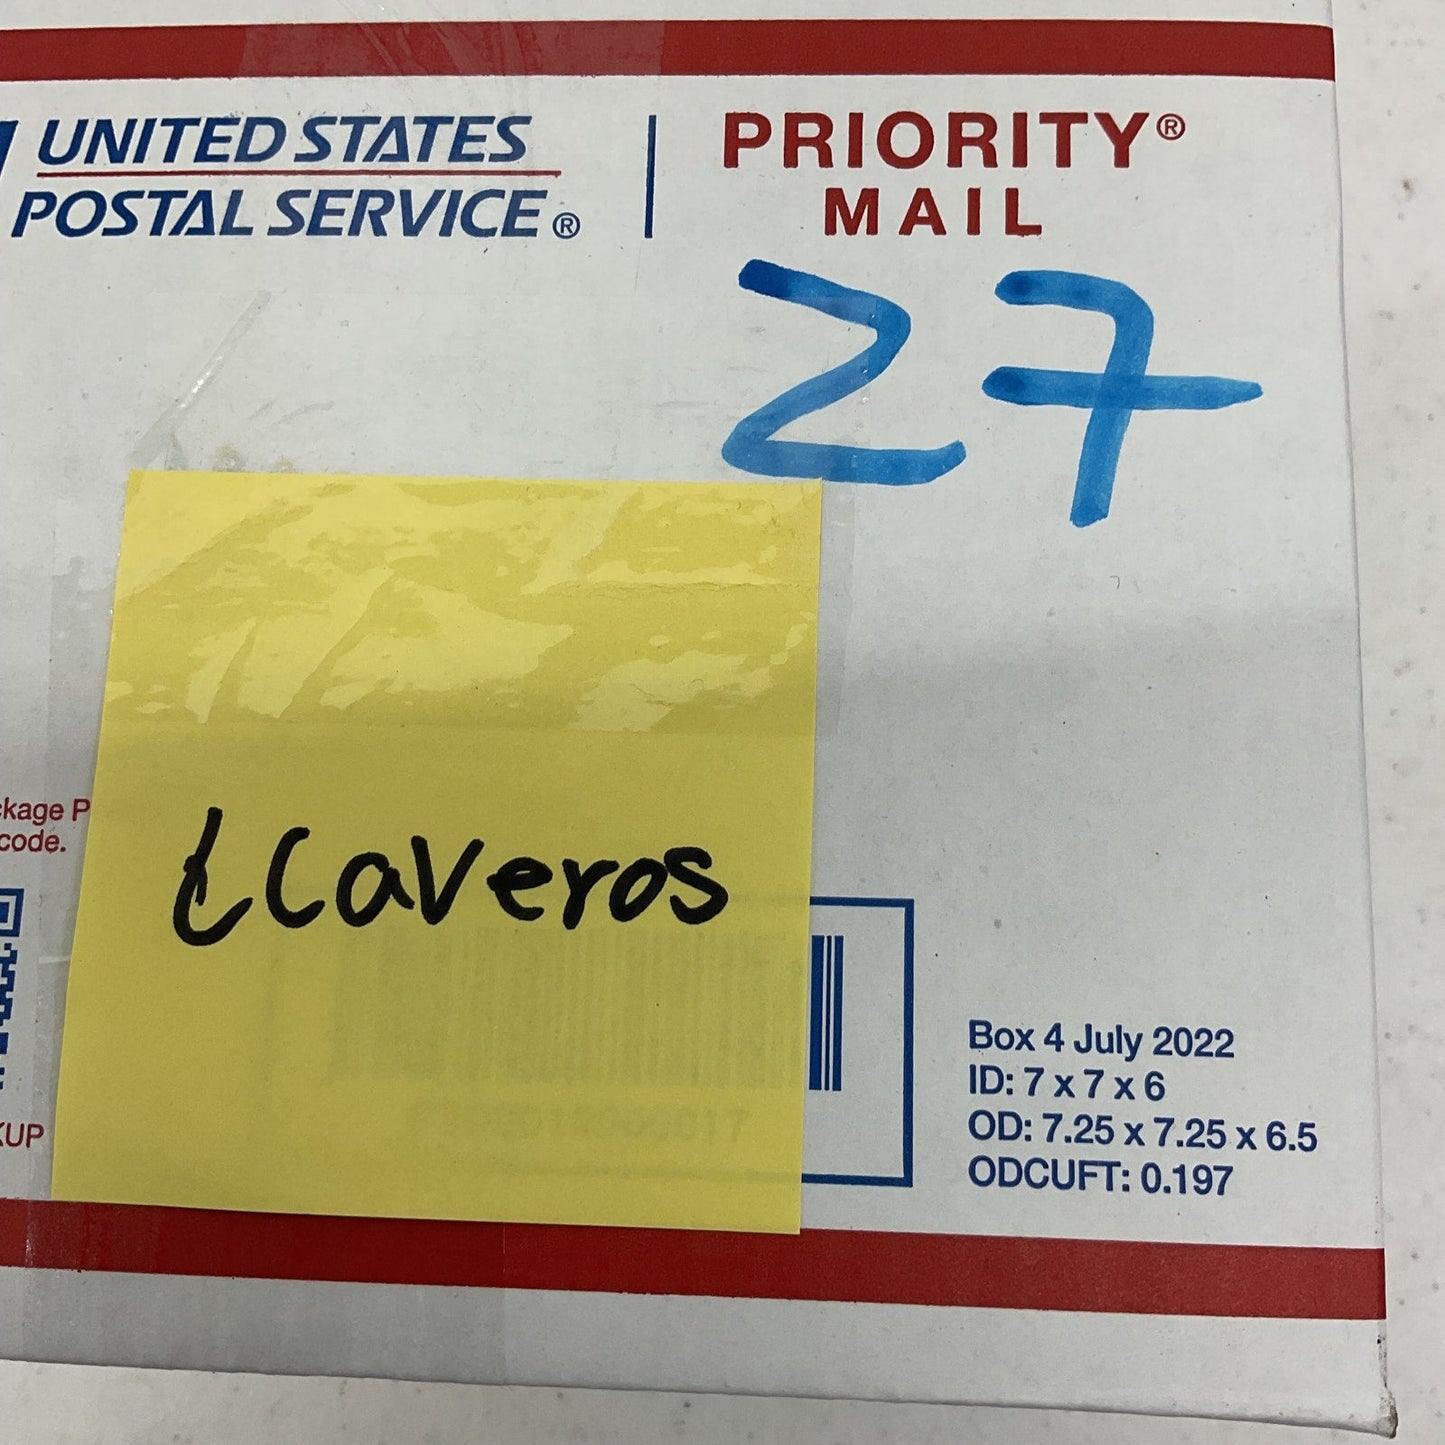 UNITED STATES
POSTAL SERVICE®
PRIORITY®
MAIL
27
LLaveros
ckage P
code.
KUP
Box 4 July 2022
ID: 7 x 7 x 6
OD: 7.25 x 7.25 x 6.5
ODCUFT: 0.197